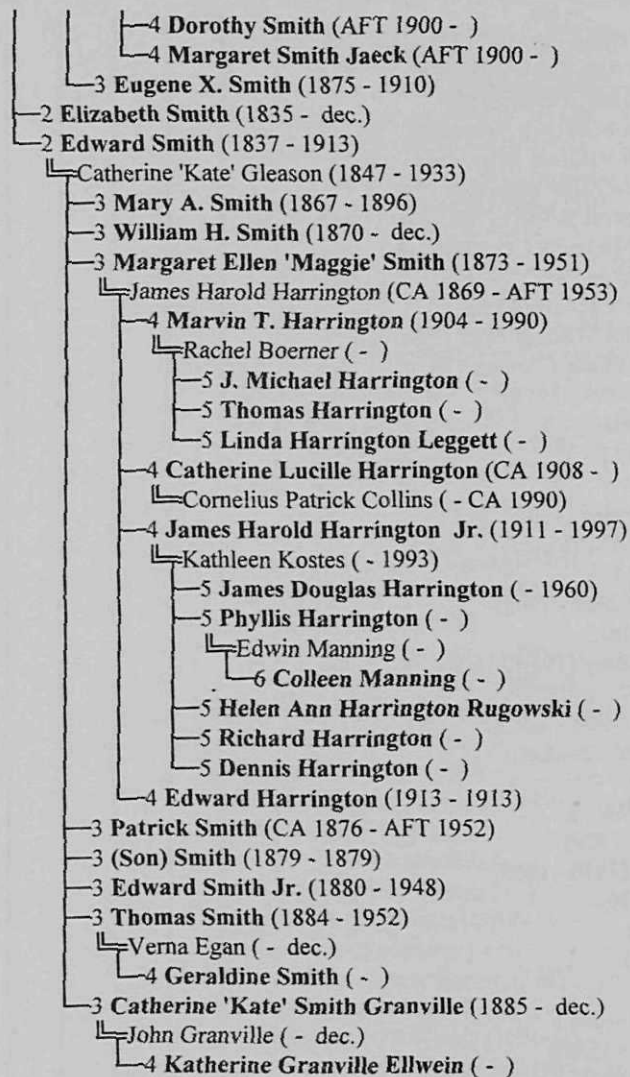 4 Dorothy Smith (AFT 1900 - )
4 Margaret Smith Jaeck (AFT 1900 - )
3 Eugene X. Smith (1875 - 1910)
2 Elizabeth Smith (1835 - dec.)
2 Edward Smith (1837 - 1913)
Catherine 'Kate' Gleason (1847 - 1933)
3 Mary A. Smith (1867 - 1896)
3 William H. Smith (1870 - dec.)
3 Margaret Ellen 'Maggie' Smith (1873 - 1951)
James Harold Harrington (CA 1869 - AFT 1953)
4 Marvin T. Harrington (1904 - 1990)
Rachel Boerner ( - )
5 J. Michael Harrington ( - )
5 Thomas Harrington ( - )
5 Linda Harrington Leggett ( - )
4 Catherine Lucille Harrington (CA 1908 - )
Cornelius Patrick Collins ( - CA 1990)
4 James Harold Harrington Jr. (1911 - 1997)
Kathleen Kostes ( - 1993)
5 James Douglas Harrington ( - 1960)
5 Phyllis Harrington ( - )
Edwin Manning ( - )
6 Colleen Manning ( - )
5 Helen Ann Harrington Rugowski ( - )
5 Richard Harrington ( - )
5 Dennis Harrington ( - )
4 Edward Harrington (1913 - 1913)
3 Patrick Smith (CA 1876 - AFT 1952)
3 (Son) Smith (1879 - 1879)
3 Edward Smith Jr. (1880 - 1948)
3 Thomas Smith (1884 - 1952)
Verna Egan ( - dec.)
4 Geraldine Smith ( - )
3 Catherine 'Kate' Smith Granville (1885 - dec.)
John Granville ( - dec.)
4 Katherine Granville Ellwein ( - )